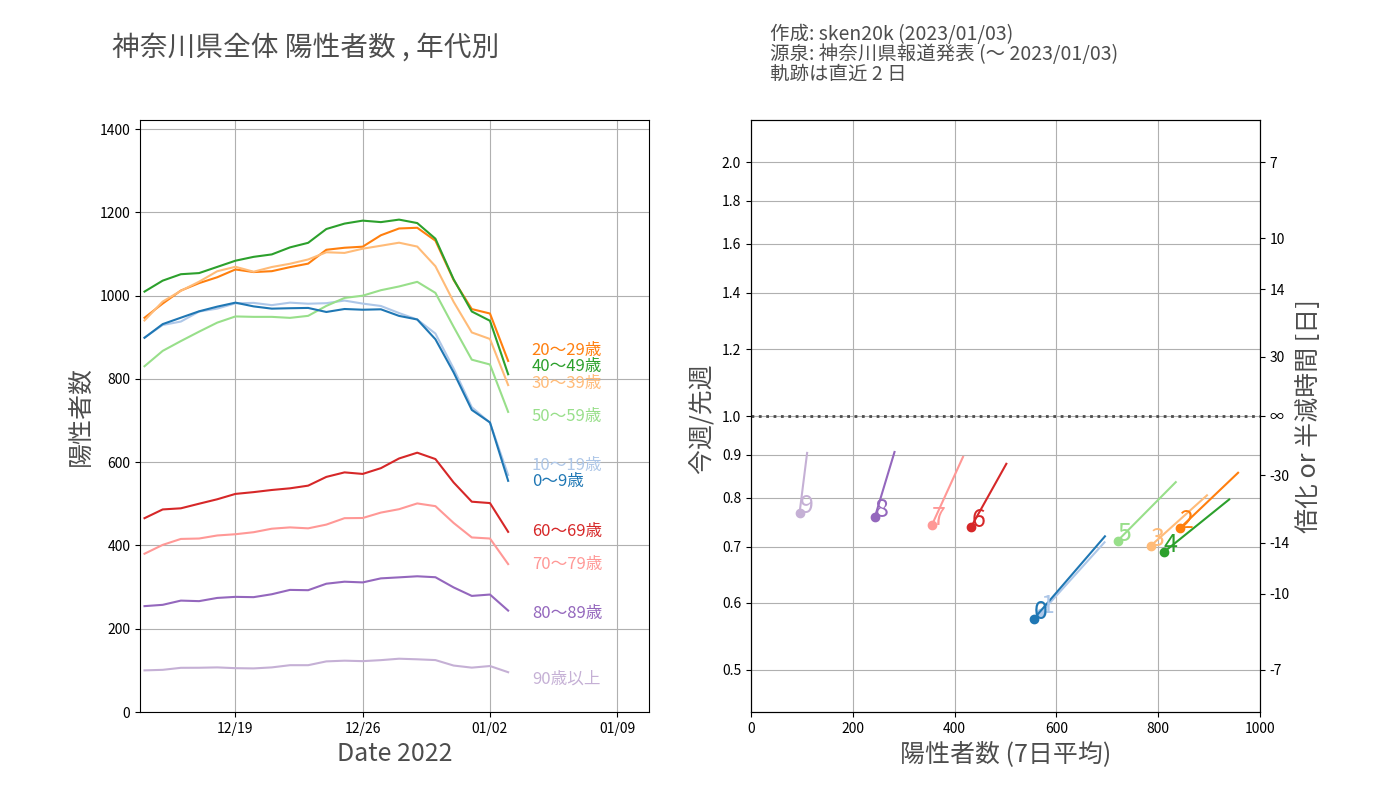 神奈川県全体 陽性者数 , 年代別
作成: sken20k (2023/01/03)
源泉: 神奈川県報道発表 (〜 2023/01/03)
軌跡は直近 2 日
陽性者数
1400
1200
1000
800
600
400
200
0
20〜29歳
40〜49歳
30〜39歳
50〜59歳
10〜19歳
0〜9歳
60〜69歳
70〜79歳
80〜89歳
90歳以上
12/19
12/26
01/02
01/09
Date 2022
今週/先週
2.0
1.8
1.6
1.4
1.2
1.0
0.9
0.8
0.7
0.6
0.5
9
8
7
6
5
3
4
2
0
1
7
10
14
30
∞
-30
-14
-10
-7
倍化 or 半減時間 [日]
0
200
400
600
800
1000
陽性者数 (7日平均)